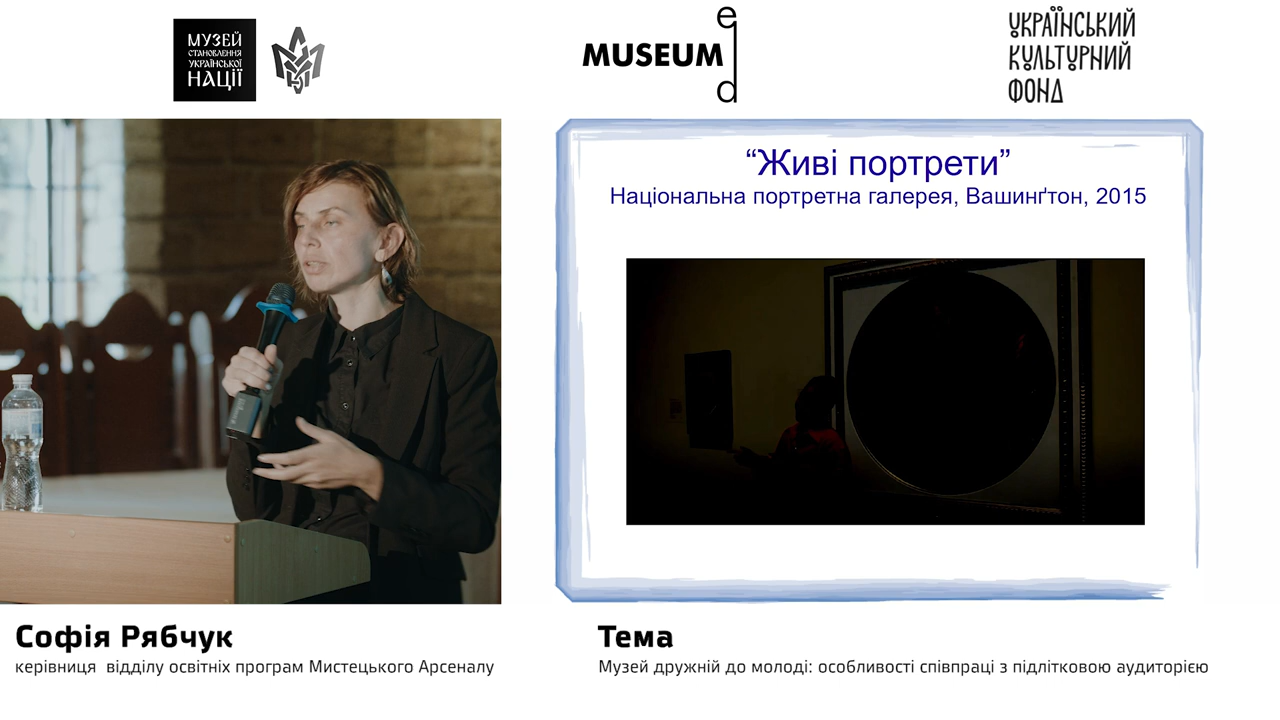 МУЗЕЙ
СТАНОВЛЕННЯ
УКРАЇНСЬКОЇ
НАЦІЇ
MUSEUM
ed
УКРАЇНСЬКИЙ
КУЛЬТУРНИЙ
ФОНД
“Живі портрети”
Національна портретна галерея, Вашинґтон, 2015
Софія Рябчук
керівниця відділу освітніх програм Мистецького Арсеналу
Тема
Музей дружній до молоді: особливості співпраці з підлітковою аудиторією